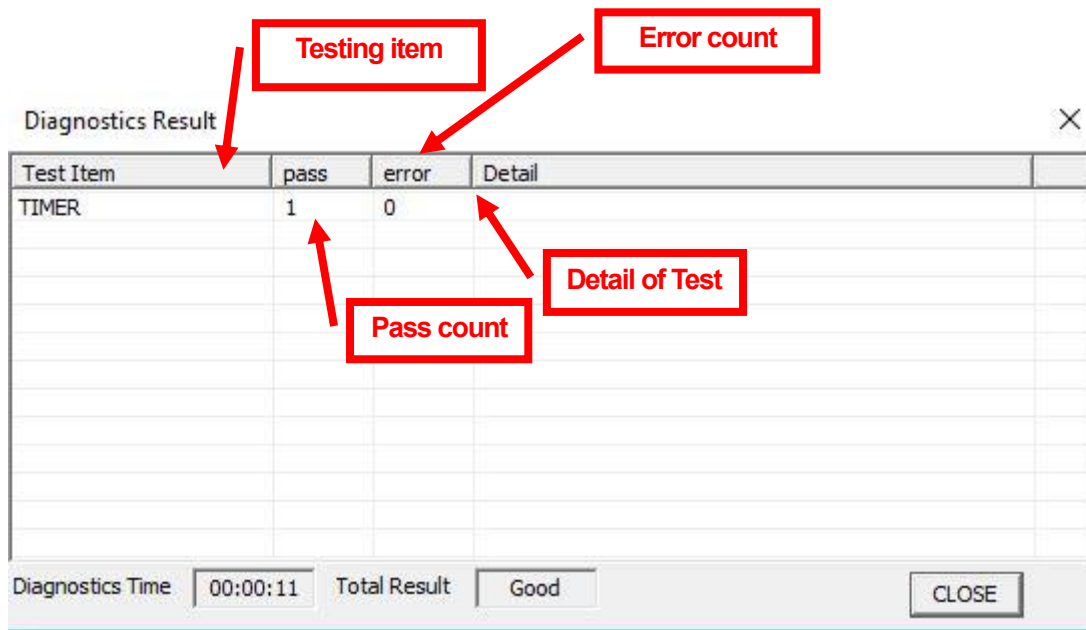 Testing item
Error count
Diagnostics Result
Test Item pass error Detail
TIMER 1 0
Detail of Test
Pass count
Diagnostics Time 00:00:11 Total Result Good CLOSE